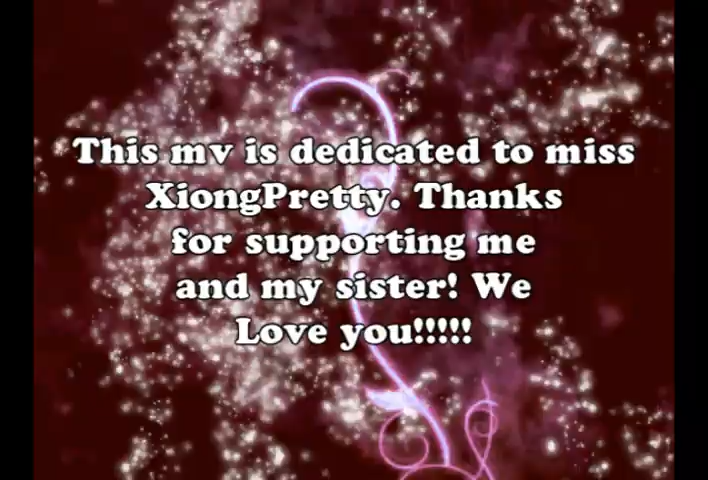 This mv is dedicated to miss
XiongPretty. Thanks
for supporting me
and my sister! We
Love you!!!!!